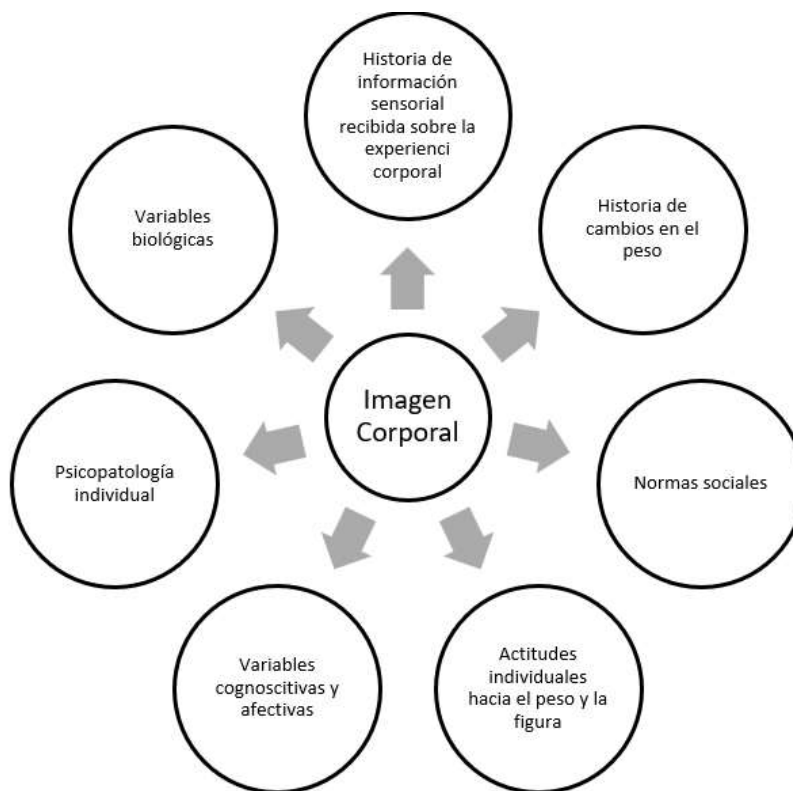 Historia de
información
sensorial
recibida sobre la
experienci
corporal
Historia de
cambios en el
peso
Normas sociales
Actitudes
individuales
hacia el peso y la
figura
Variables
cognoscitivas y
afectivas
Psicopatología
individual
Variables
biológicas
Imagen
Corporal